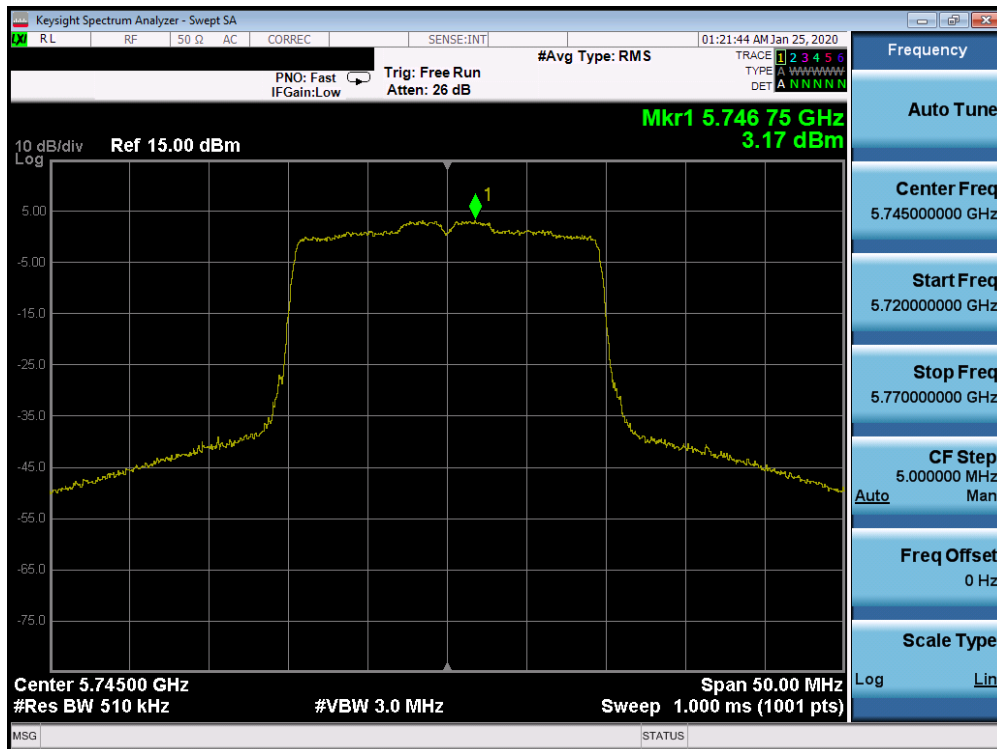 Keysight Spectrum Analyzer - Swept SA
LXI RL RF 50 Ω AC CORREC SENSE:INT 01:21:44 AM Jan 25, 2020
Frequency
#Avg Type: RMS
TRACE 1 2 3 4 5 6
PNO: Fast Trig: Free Run
TYPE A WWWWW
IFGain:Low Atten: 26 dB
DET A N N N N N
Auto Tune
Mkr1 5.746 75 GHz
3.17 dBm
10 dB/div Ref 15.00 dBm
Log
1
5.00
-5.00
-15.0
-25.0
-35.0
-45.0
-55.0
-65.0
-75.0
Center Freq
5.745000000 GHz
Start Freq
5.720000000 GHz
Stop Freq
5.770000000 GHz
CF Step
5.000000 MHz
Auto Man
Freq Offset
0 Hz
Scale Type
Log Lin
Center 5.74500 GHz Span 50.00 MHz
#Res BW 510 kHz #VBW 3.0 MHz Sweep 1.000 ms (1001 pts)
MSG STATUS